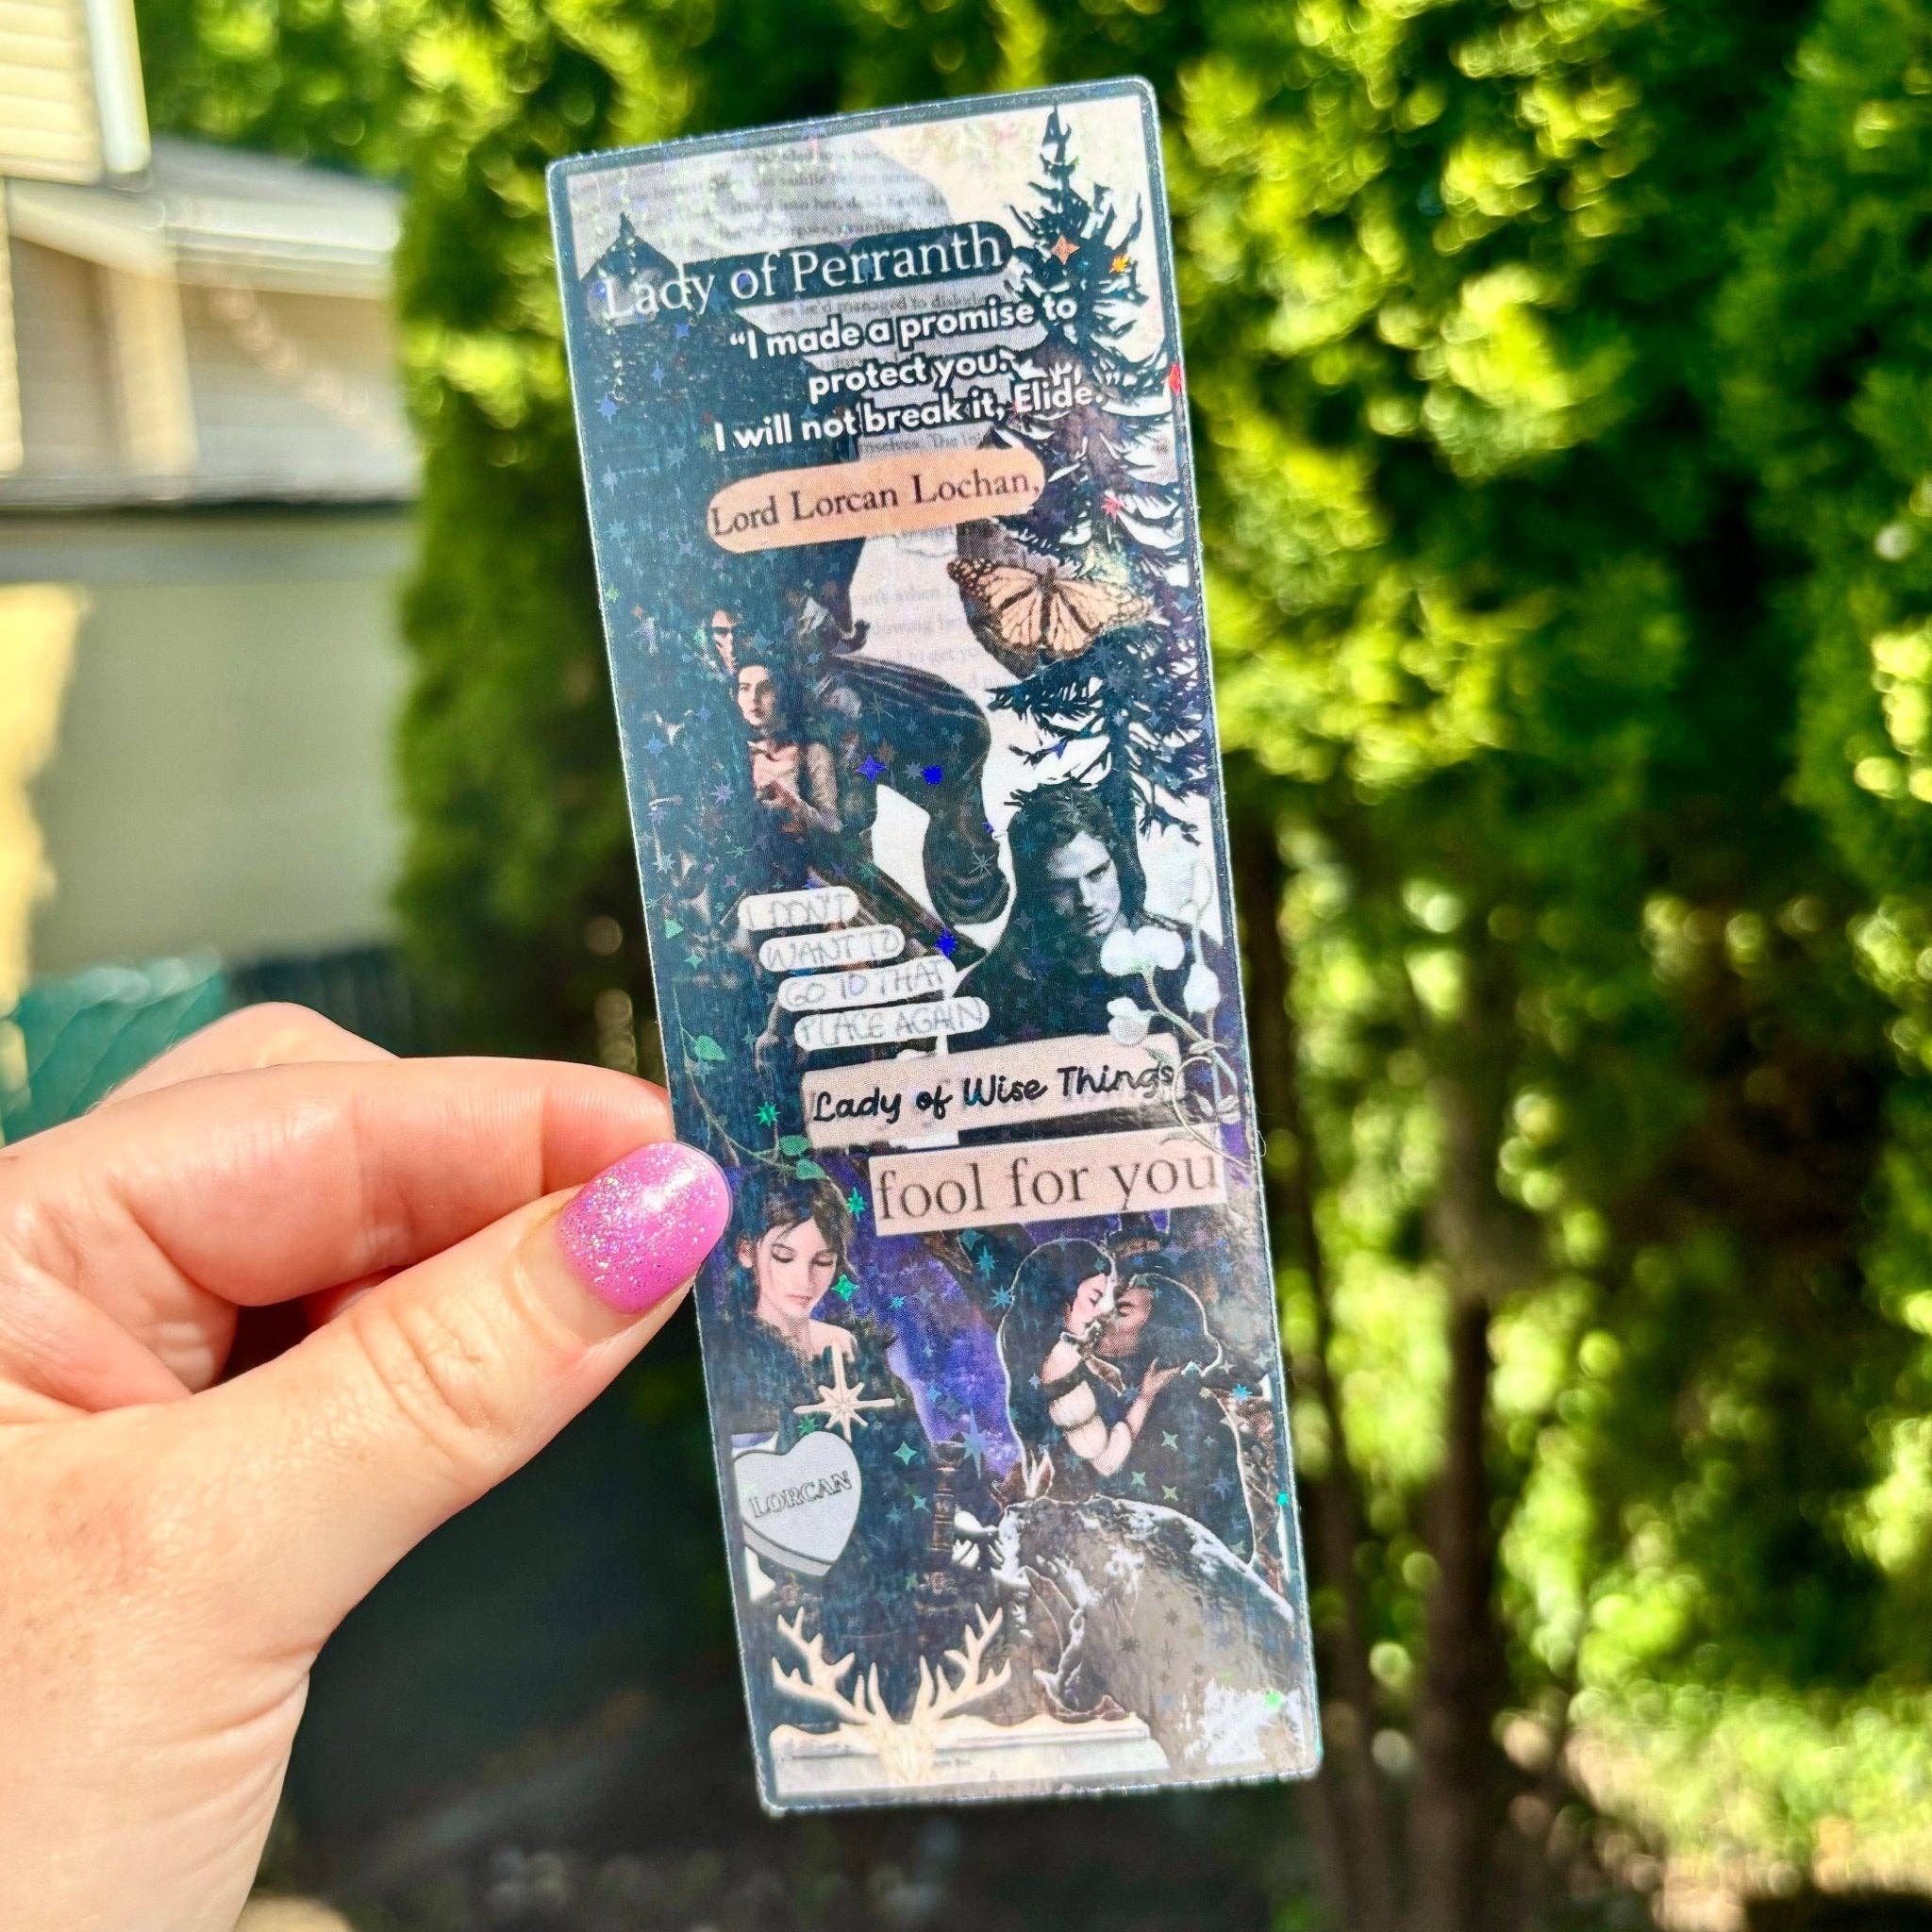 Lady of Perranth
“I made a promise to
protect you.
I will not break it, Elide.”
Lord Lorcan Lochan,
I DON'T
WANT TO
GO TO THAT
PLACE AGAIN
Lady of Wise Things
fool for you
LORCAN